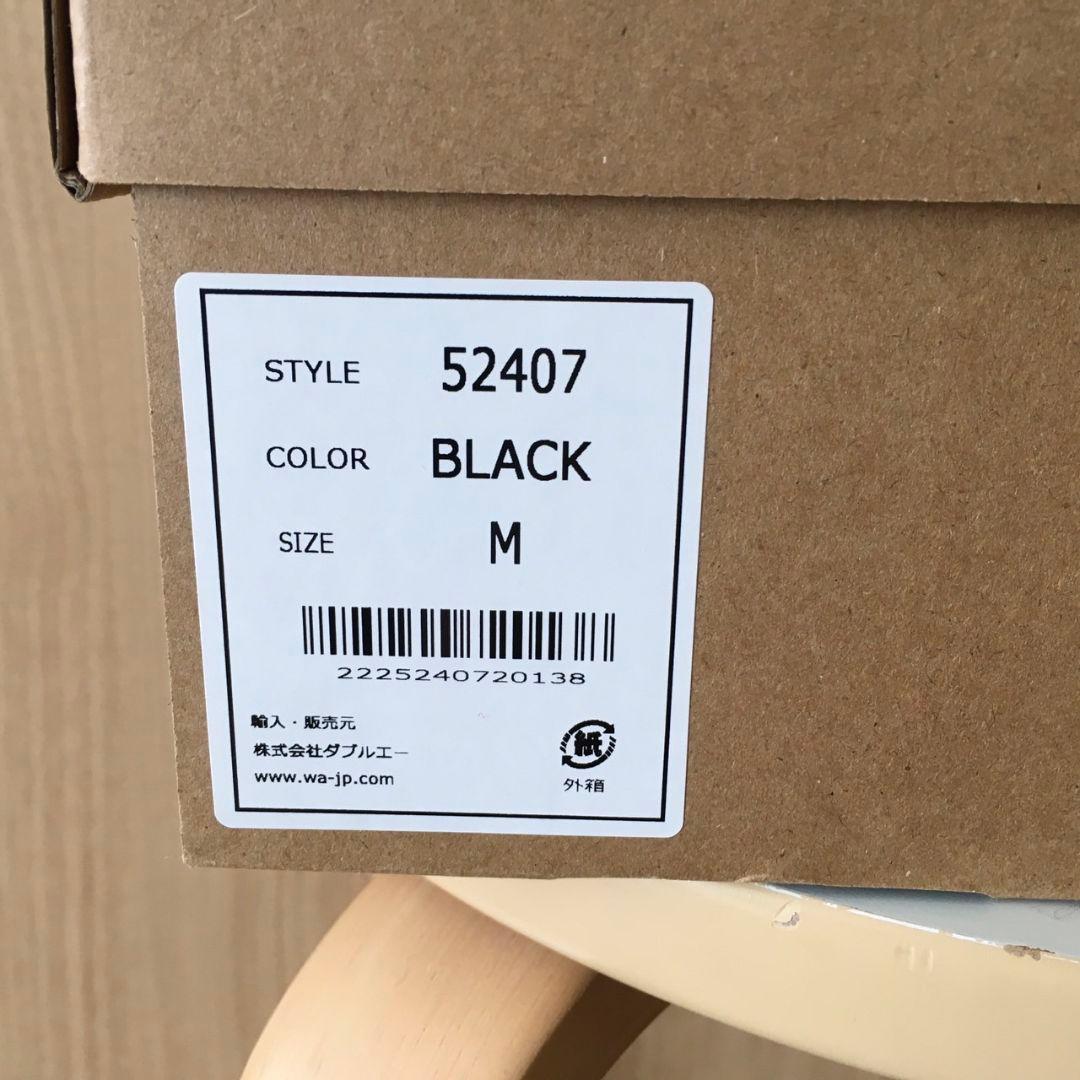 STYLE 52407
COLOR BLACK
SIZE M
2225240720138
輸入・販売元
株式会社ダブルエー
www.wa-jp.com
紙
外箱